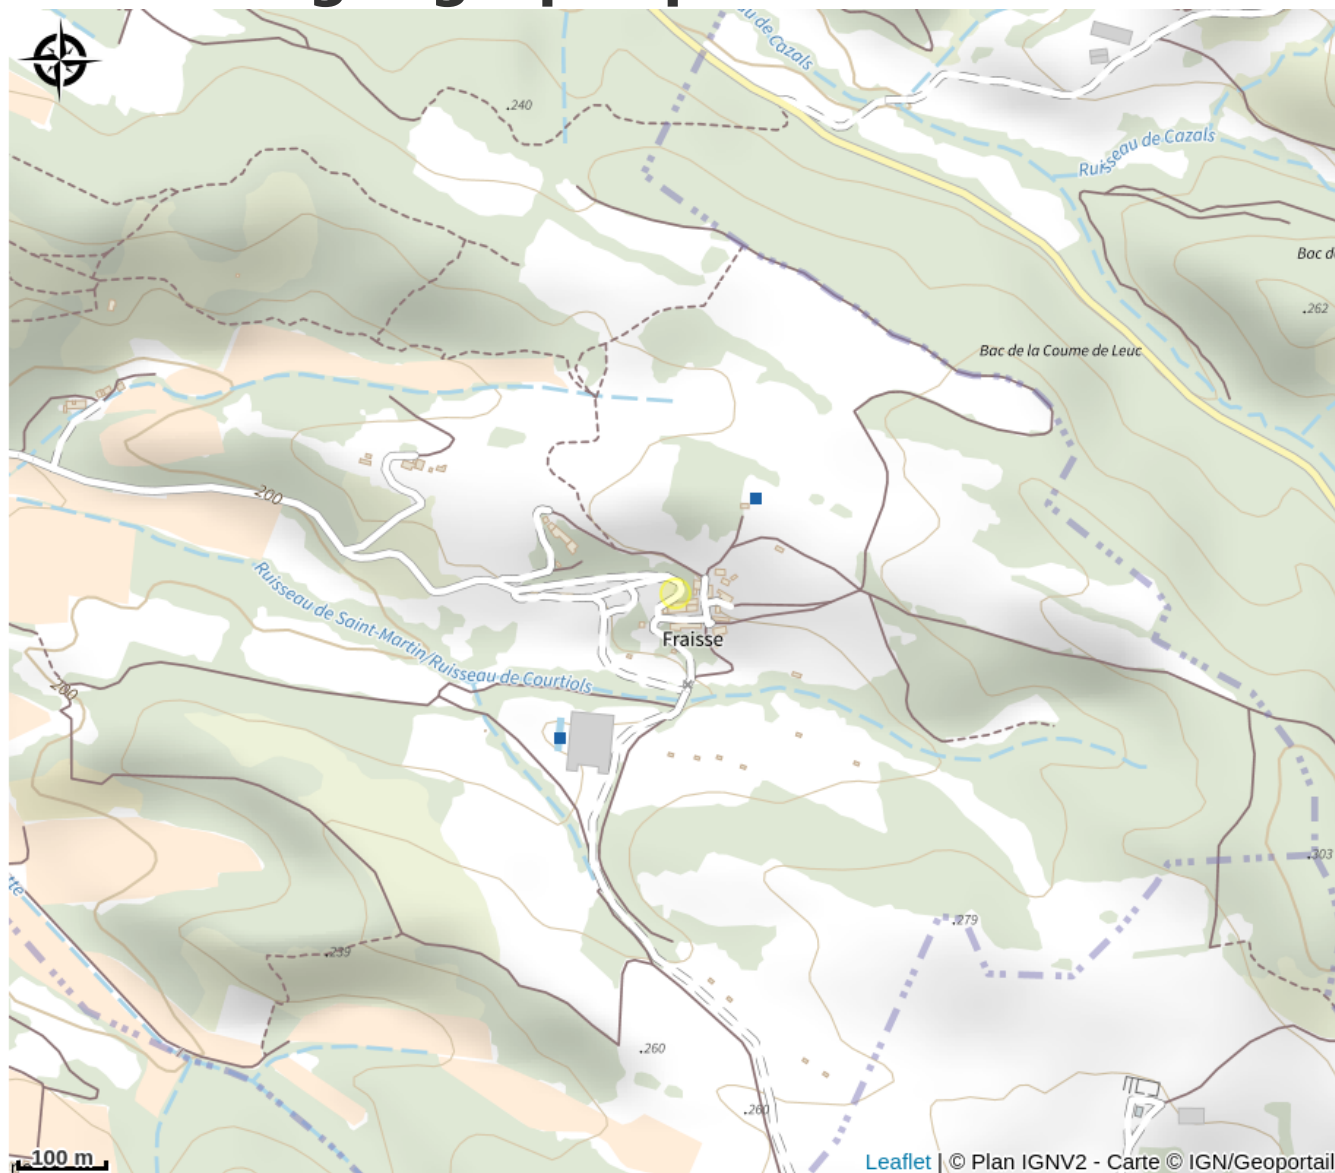 de Cazals
.240
Ruisseau de Cazals
Bac d
.262
Bac de la Coume de Leuc
200
Ruisseau de Saint-Martin/Ruisseau de Courtiols
Fraisse
200
.303
.279
.239
.260
.260
100 m
Leaflet | © Plan IGNV2 - Carte © IGN/Geoportail